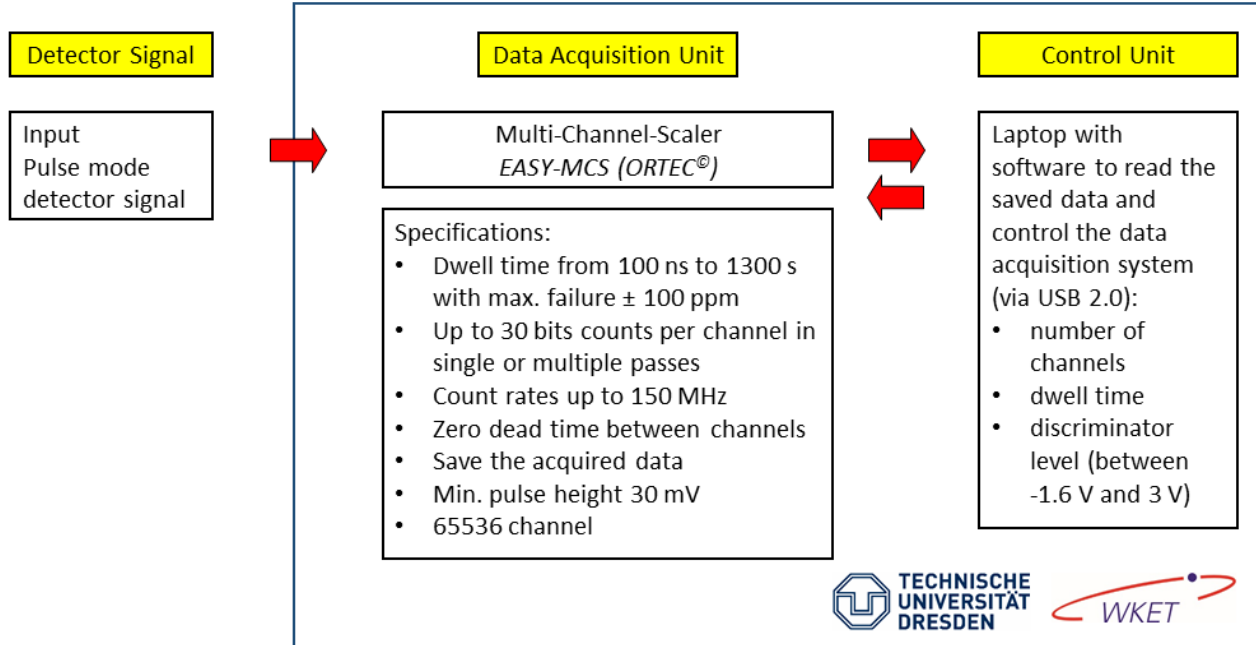 Detector Signal
Input
Pulse mode
detector signal
Data Acquisition Unit
Multi-Channel-Scaler
EASY-MCS (ORTEC©)
Specifications:
• Dwell time from 100 ns to 1300 s
with max. failure ± 100 ppm
• Up to 30 bits counts per channel in
single or multiple passes
• Count rates up to 150 MHz
• Zero dead time between channels
• Save the acquired data
• Min. pulse height 30 mV
• 65536 channel
Control Unit
Laptop with
software to read the
saved data and
control the data
acquisition system
(via USB 2.0):
• number of
channels
• dwell time
• discriminator
level (between
-1.6 V and 3 V)
TECHNISCHE
UNIVERSITÄT
DRESDEN
WKET